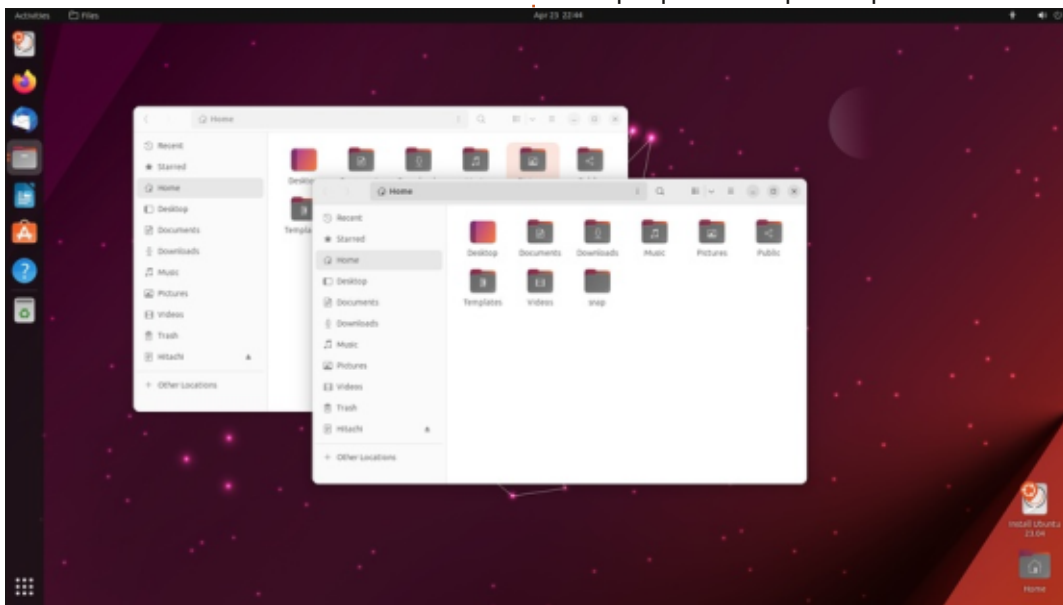 Activities Files Apr 23 22:44
Home
Recent
Starred
Home
Desktop
Documents
Downloads
Music
Pictures
Videos
Trash
Hitachi
+ Other Locations
Home
Recent
Starred
Home
Desktop
Documents
Downloads
Music
Pictures
Videos
Trash
Hitachi
+ Other Locations
Desktop Documents Downloads Music Pictures Public
Templates Videos snap
Install Ubuntu
23.04
Home